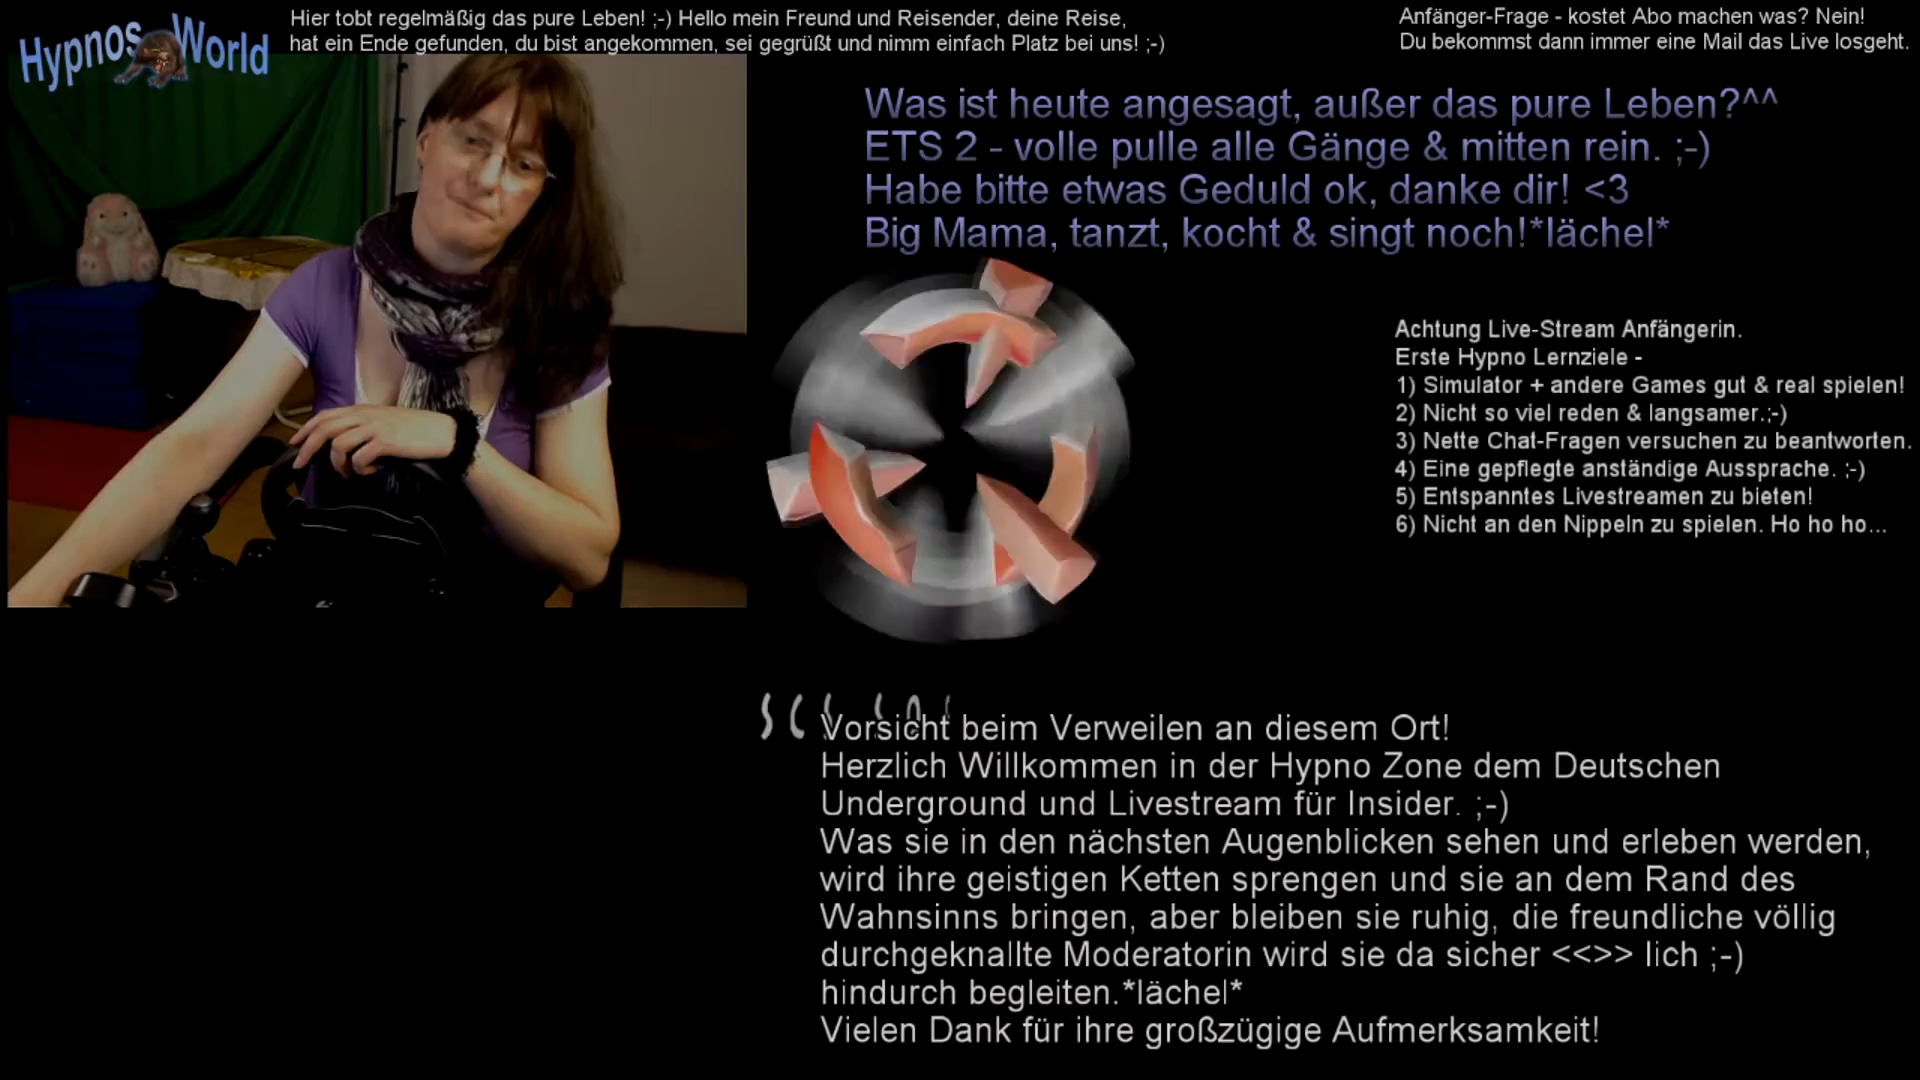 Hypnos World
Hier tobt regelmäßig das pure Leben! ;-) Hello mein Freund und Reisender, deine Reise,
hat ein Ende gefunden, du bist angekommen, sei gegrüßt und nimm einfach Platz bei uns! ;-)
Anfänger-Frage - kostet Abo machen was? Nein!
Du bekommst dann immer eine Mail das Live losgeht.
Was ist heute angesagt, außer das pure Leben?^^
ETS 2 - volle pulle alle Gänge & mitten rein. ;-)
Habe bitte etwas Geduld ok, danke dir! <3
Big Mama, tanzt, kocht & singt noch!*lächel*
Achtung Live-Stream Anfängerin.
Erste Hypno Lernziele -
1) Simulator + andere Games gut & real spielen!
2) Nicht so viel reden & langsamer.;-)
3) Nette Chat-Fragen versuchen zu beantworten.
4) Eine gepflegte anständige Aussprache. ;-)
5) Entspanntes Livestreamen zu bieten!
6) Nicht an den Nippeln zu spielen. Ho ho ho...
Vorsicht beim Verweilen an diesem Ort!
Herzlich Willkommen in der Hypno Zone dem Deutschen
Underground und Livestream für Insider. ;-)
Was sie in den nächsten Augenblicken sehen und erleben werden,
wird ihre geistigen Ketten sprengen und sie an dem Rand des
Wahnsinns bringen, aber bleiben sie ruhig, die freundliche völlig
durchgeknallte Moderatorin wird sie da sicher <<>> lich ;-)
hindurch begleiten.*lächel*
Vielen Dank für ihre großzügige Aufmerksamkeit!